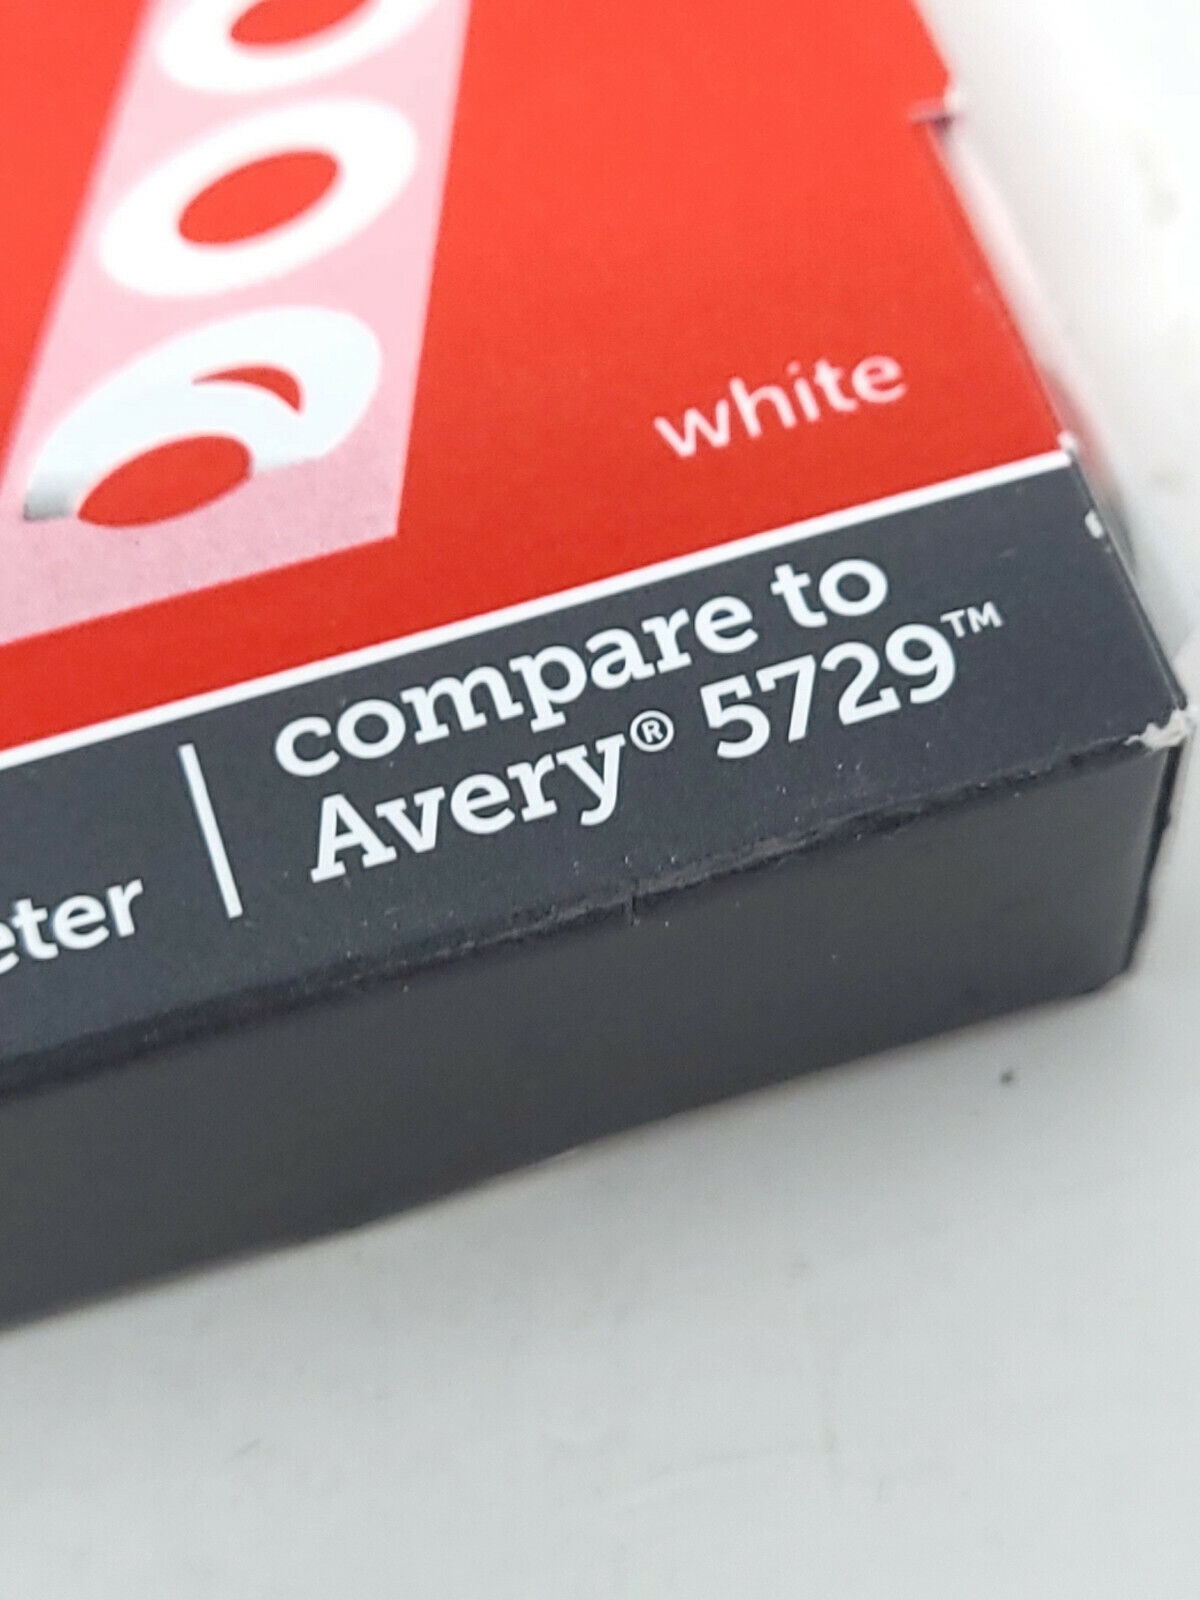 white
compare to
Avery® 5729™
eter